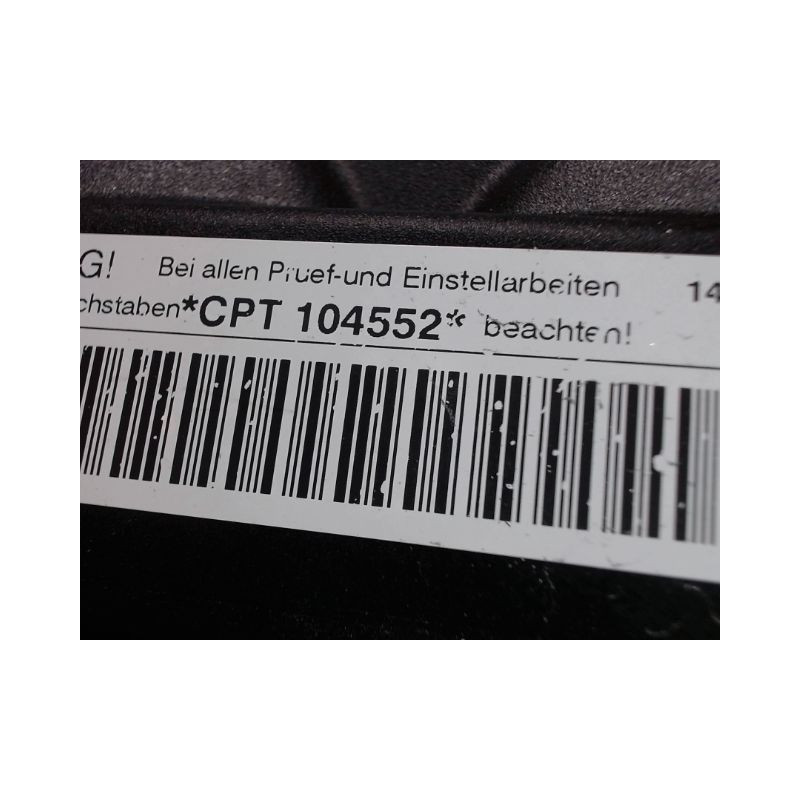 G! Bei allen Pruef-und Einstellarbeiten 14
chstaben*CPT 104552* beachten!